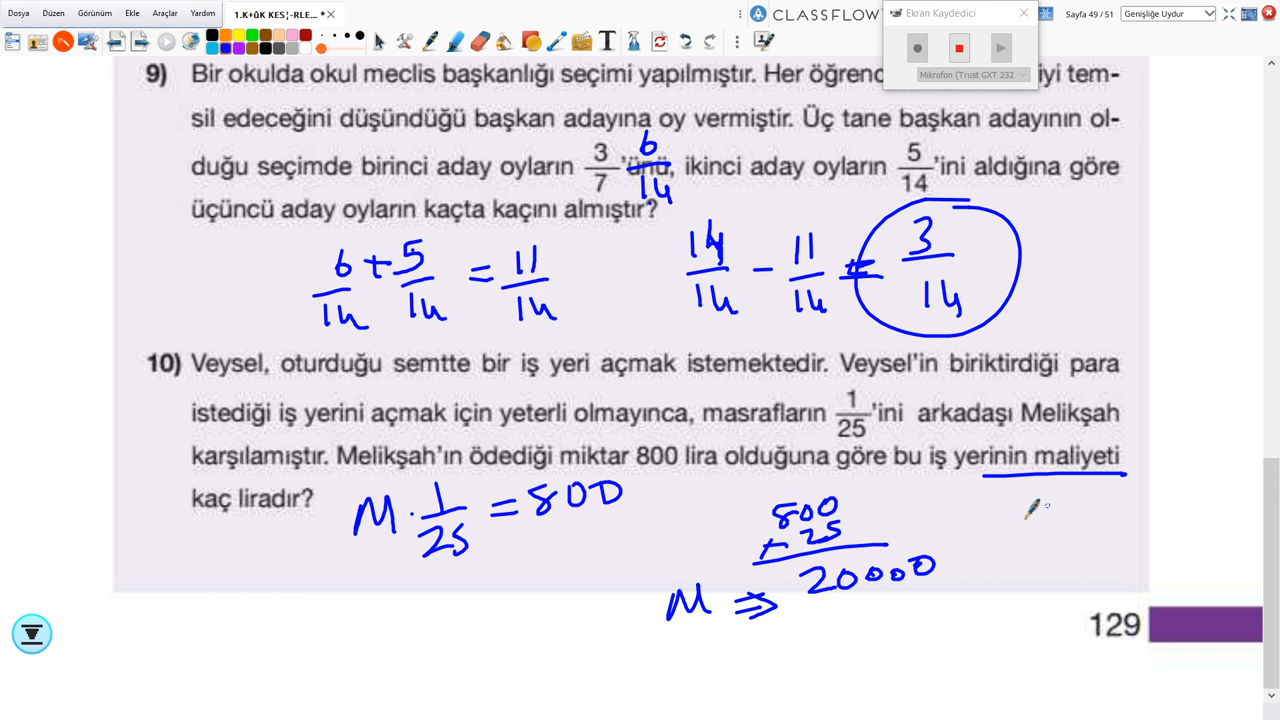 Dosya Düzen Görünüm Ekle Araçlar Yardım
1.K+ûK KES¦-RLE... *
CLASSFLOW
Ekran Kaydedici
Sayfa 49 / 51
Genişliğe Uydur
Mikrofon (Trust GXT 232
9) Bir okulda okul meclis başkanlığı seçimi yapılmıştır. Her öğrenc iyi tem-
sil edeceğini düşündüğü başkan adayına oy vermiştir. Üç tane başkan adayının ol-
duğu seçimde birinci aday oyların 3/7'ünü, ikinci aday oyların 5/14'ini aldığına göre
6/14
üçüncü aday oyların kaçta kaçını almıştır?
6/14 + 5/14 = 11/14
14/14 - 11/14 = 3/14
10) Veysel, oturduğu semtte bir iş yeri açmak istemektedir. Veysel'in biriktirdiği para
istediği iş yerini açmak için yeterli olmayınca, masrafların 1/25'ini arkadaşı Melikşah
karşılamıştır. Melikşah'ın ödediği miktar 800 lira olduğuna göre bu iş yerinin maliyeti
kaç liradır?
M . 1/25 = 800
800
x 25
20000
M ⇒
129